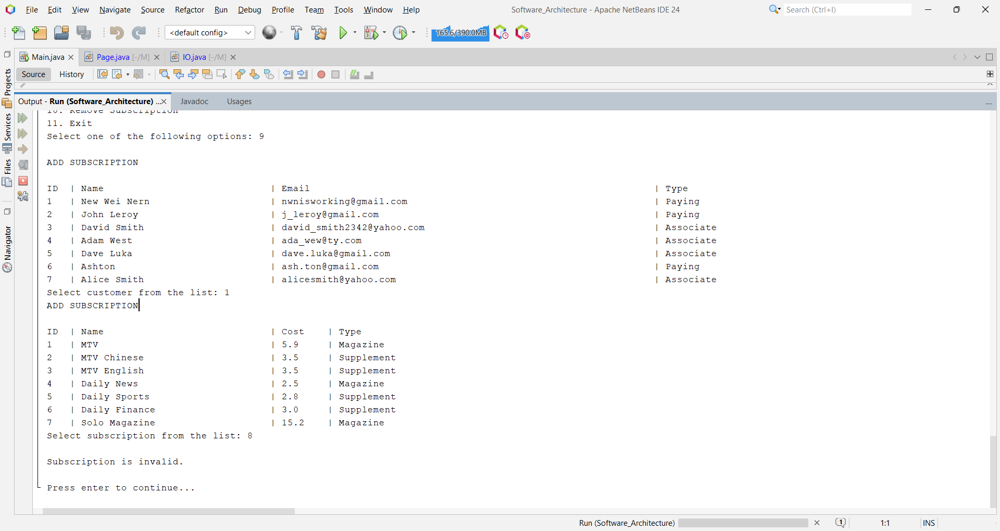 File Edit View Navigate Source Refactor Run Debug Profile Team Tools Window Help
Software_Architecture - Apache NetBeans IDE 24
Search (Ctrl+I)
<default config>
165.6/390.0MB
Main.java
Page.java [-/M]
IO.java [-/M]
Source
History
Projects
Services
Files
Navigator
Output - Run (Software_Architecture) ...
Javadoc
Usages
10. Remove Subscription
11. Exit
Select one of the following options: 9
ADD SUBSCRIPTION
ID | Name | Email | Type
1 | New Wei Nern | nwnisworking@gmail.com | Paying
2 | John Leroy | j_leroy@gmail.com | Paying
3 | David Smith | david_smith2342@yahoo.com | Associate
4 | Adam West | ada_wew@ty.com | Associate
5 | Dave Luka | dave.luka@gmail.com | Associate
6 | Ashton | ash.ton@gmail.com | Paying
7 | Alice Smith | alicesmith@yahoo.com | Associate
Select customer from the list: 1
ADD SUBSCRIPTION
ID | Name | Cost | Type
1 | MTV | 5.9 | Magazine
2 | MTV Chinese | 3.5 | Supplement
3 | MTV English | 3.5 | Supplement
4 | Daily News | 2.5 | Magazine
5 | Daily Sports | 2.8 | Supplement
6 | Daily Finance | 3.0 | Supplement
7 | Solo Magazine | 15.2 | Magazine
Select subscription from the list: 8
Subscription is invalid.
Press enter to continue...
Run (Software_Architecture)
1
1:1
INS